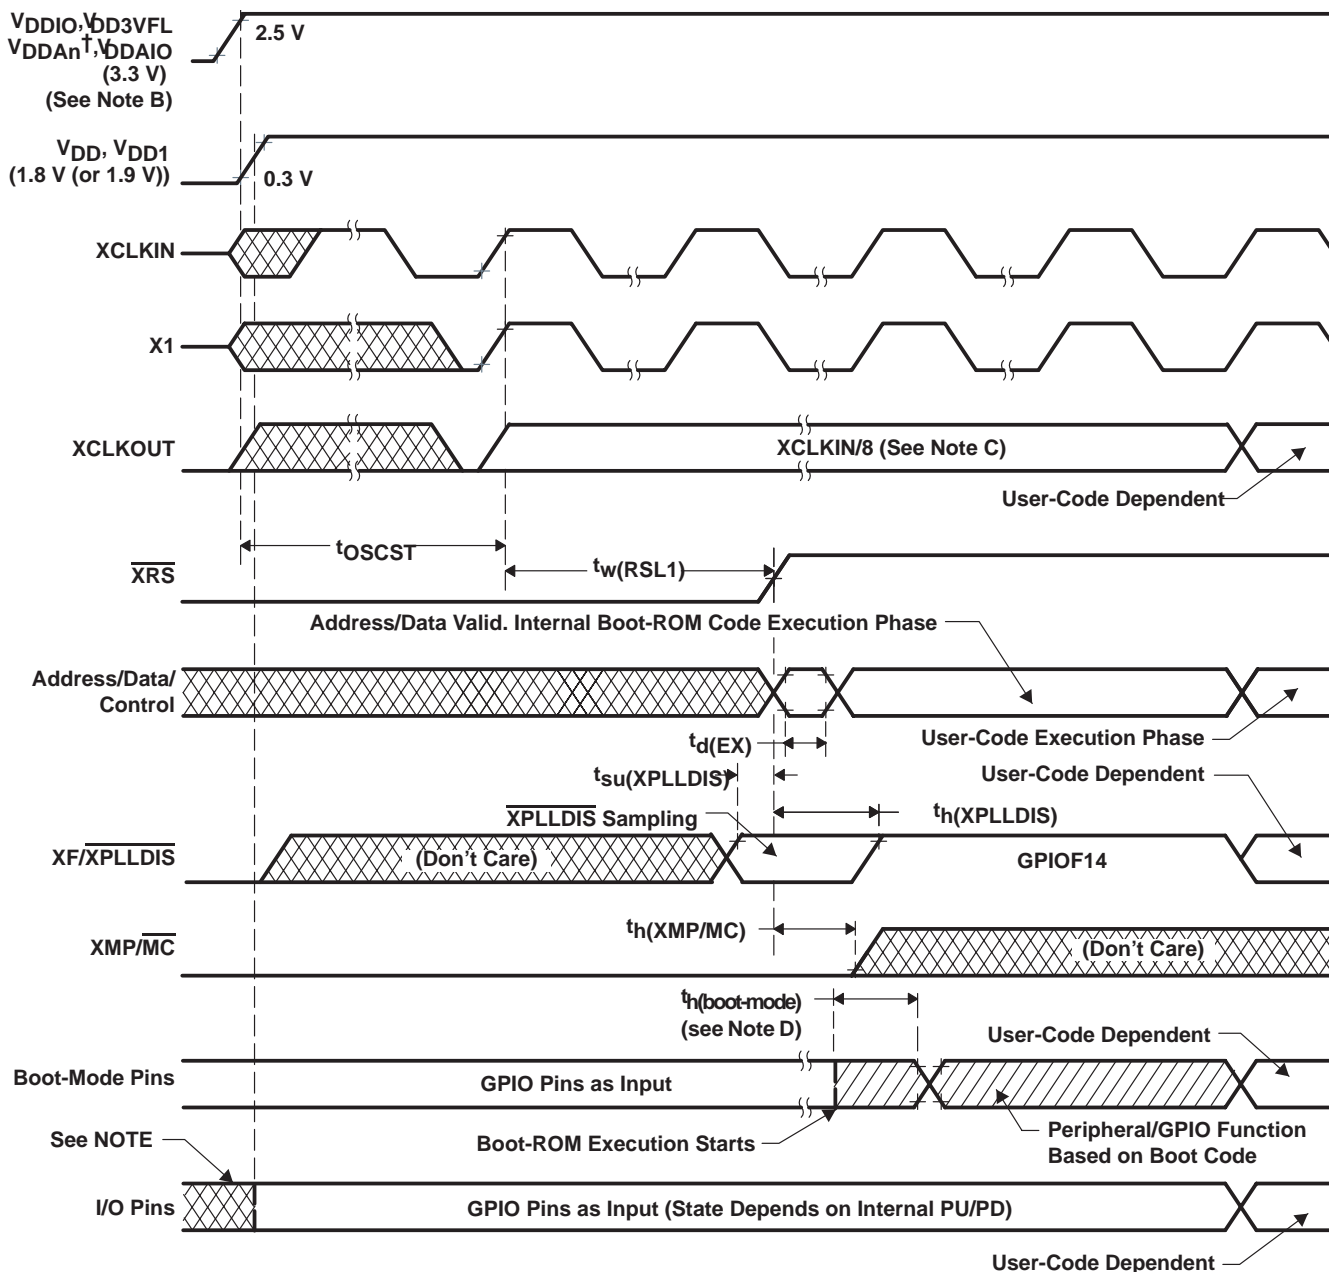 VDDIO,VDD3VFL
2.5 V
VDDAn†,VDDAIO
(3.3 V)
(See Note B)
VDD, VDD1
(1.8 V (or 1.9 V))
0.3 V
XCLKIN
X1
XCLKOUT
XCLKIN/8 (See Note C)
User-Code Dependent
tOSCST
XRS
tw(RSL1)
Address/Data Valid. Internal Boot-ROM Code Execution Phase
Address/Data/
Control
td(EX)
User-Code Execution Phase
tsu(XPLLDIS)
User-Code Dependent
XPLLDIS Sampling
th(XPLLDIS)
XF/XPLLDIS
(Don't Care)
GPIOF14
th(XMP/MC)
XMP/MC
(Don't Care)
th(boot-mode)
(see Note D)
User-Code Dependent
Boot-Mode Pins
GPIO Pins as Input
See NOTE
Boot-ROM Execution Starts
Peripheral/GPIO Function
Based on Boot Code
I/O Pins
GPIO Pins as Input (State Depends on Internal PU/PD)
User-Code Dependent